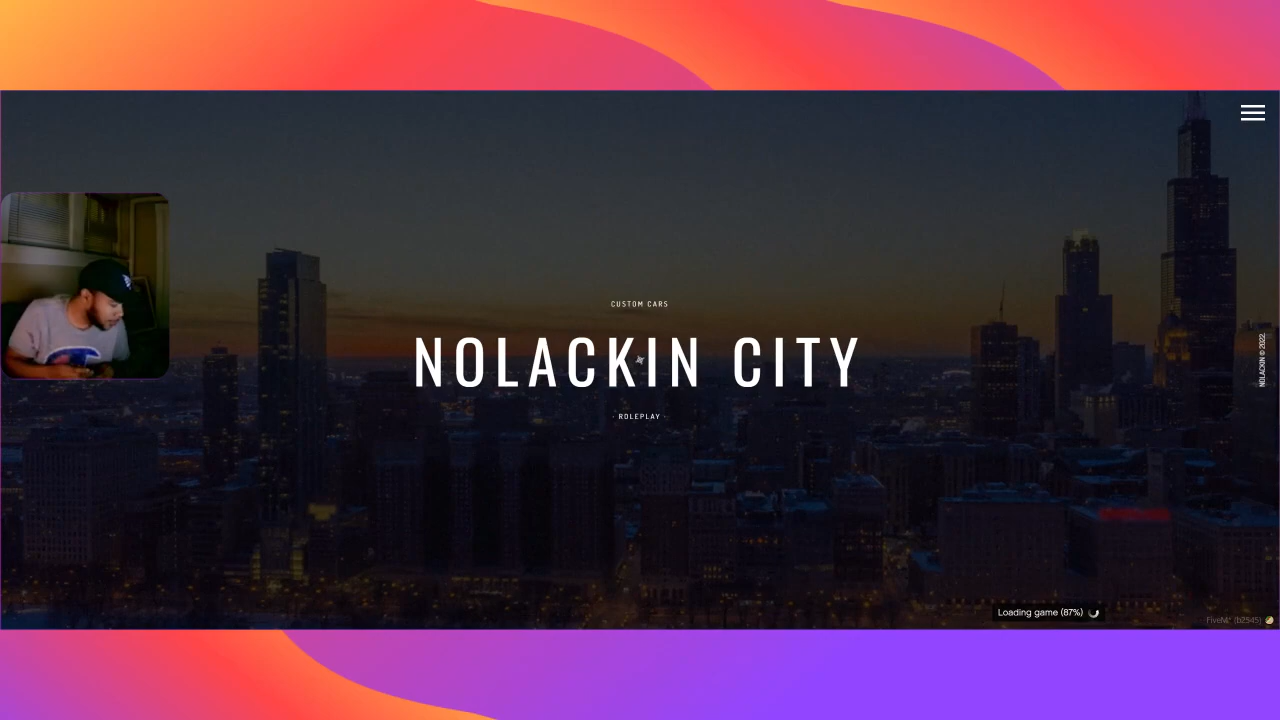 CUSTOM CARS
NOLACKIN CITY
· ROLEPLAY ·
NOLACKIN © 2022.
Loading game (87%)
FiveM* (b2545)